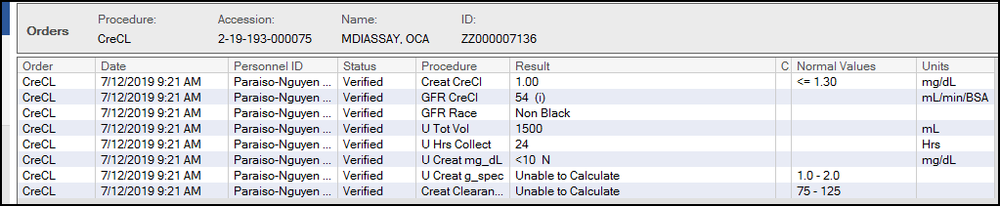 Orders
Procedure: Accession: Name: ID:
CreCL 2-19-193-000075 MDIASSAY, OCA ZZ000007136
Order Date Personnel ID Status Procedure Result C Normal Values Units
CreCL 7/12/2019 9:21 AM Paraiso-Nguyen ... Verified Creat CreCl 1.00 <= 1.30 mg/dL
CreCL 7/12/2019 9:21 AM Paraiso-Nguyen ... Verified GFR CreCl 54 (i) mL/min/BSA
CreCL 7/12/2019 9:21 AM Paraiso-Nguyen ... Verified GFR Race Non Black
CreCL 7/12/2019 9:21 AM Paraiso-Nguyen ... Verified U Tot Vol 1500 mL
CreCL 7/12/2019 9:21 AM Paraiso-Nguyen ... Verified U Hrs Collect 24 Hrs
CreCL 7/12/2019 9:21 AM Paraiso-Nguyen ... Verified U Creat mg_dL <10 N mg/dL
CreCL 7/12/2019 9:21 AM Paraiso-Nguyen ... Verified U Creat g_spec Unable to Calculate 1.0 - 2.0
CreCL 7/12/2019 9:21 AM Paraiso-Nguyen ... Verified U Creat Clearan... Unable to Calculate 75 - 125